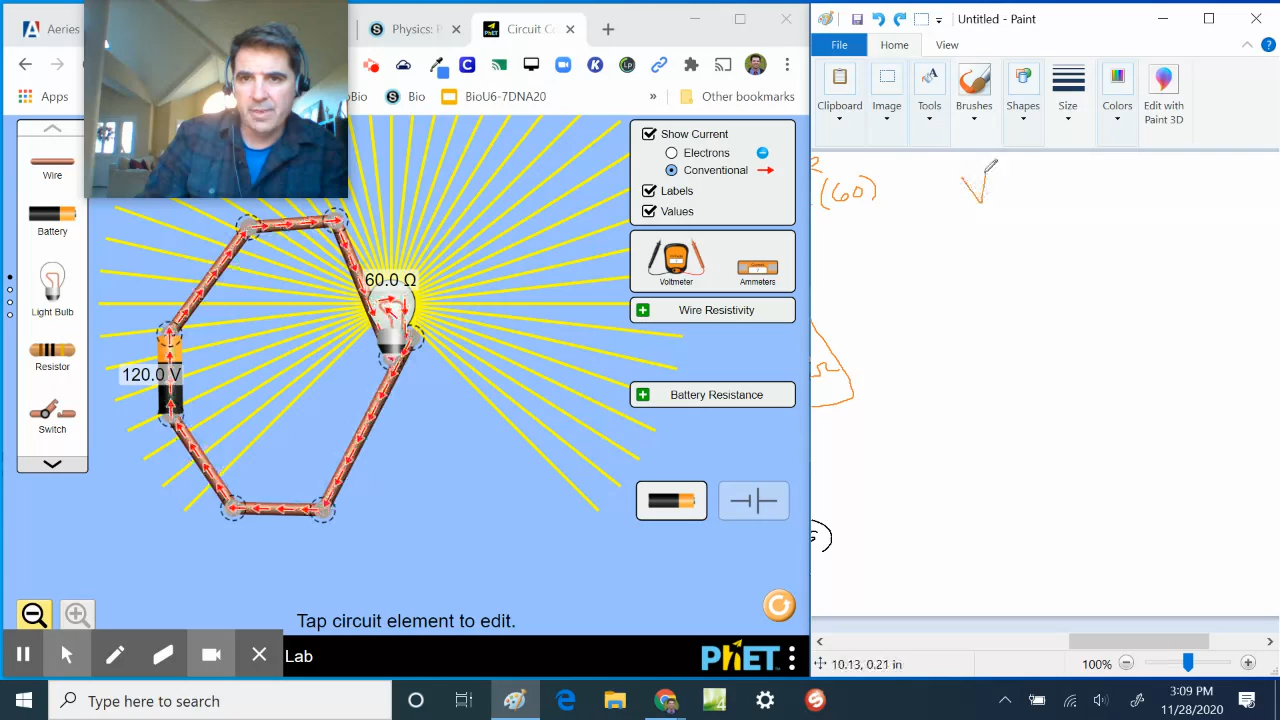 Aeries
Physics: F
Circuit Co
Untitled - Paint
File
Home
View
Apps
Bio
Bio
BioU6-7DNA20
»
Other bookmarks
Clipboard
Image
Tools
Brushes
Shapes
Size
Colors
Edit with
Paint 3D
Wire
Battery
Light Bulb
Resistor
Switch
Show Current
Electrons
Conventional
Labels
Values
Voltmeter
Ammeters
Wire Resistivity
Battery Resistance
60.0 Ω
120.0 V
2
(60)
V
Ω
Tap circuit element to edit.
Lab
PhET
10.13, 0.21 in
100%
Type here to search
3:09 PM
11/28/2020